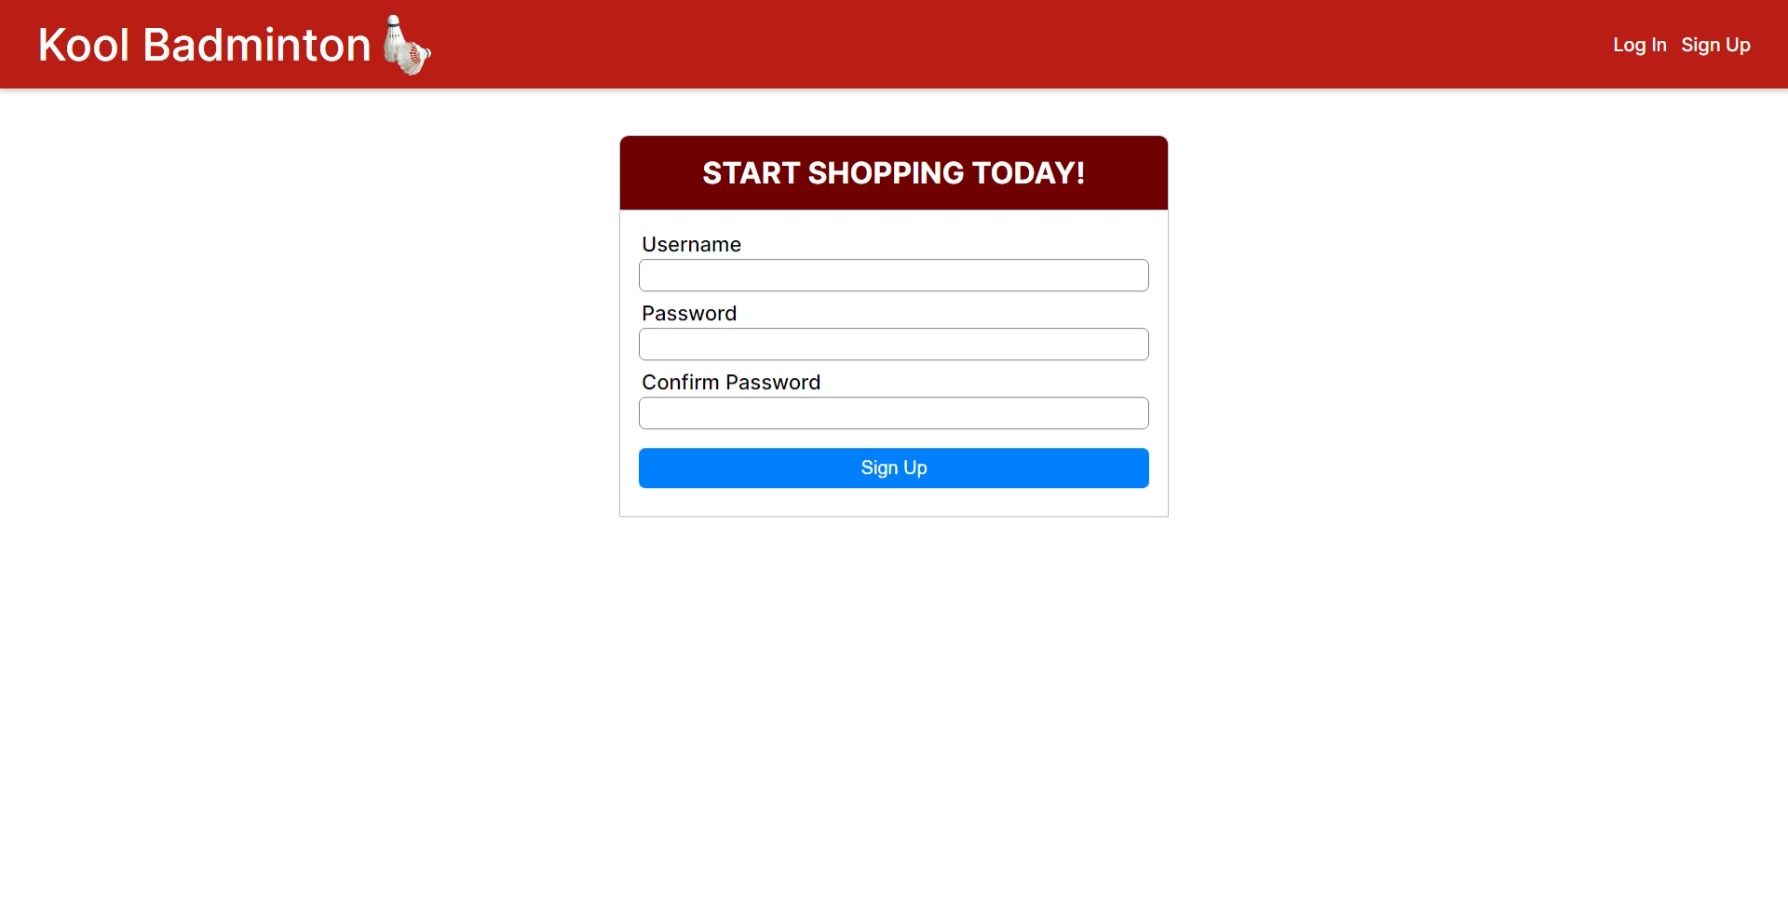 Kool Badminton
Log In Sign Up
START SHOPPING TODAY!
Username
Password
Confirm Password
Sign Up